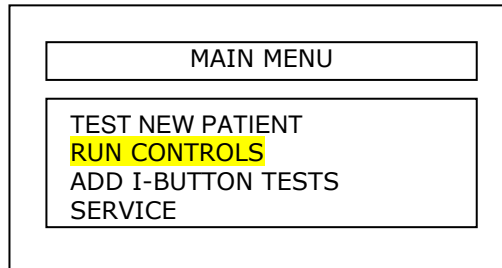 MAIN MENU
TEST NEW PATIENT
RUN CONTROLS
ADD I-BUTTON TESTS
SERVICE